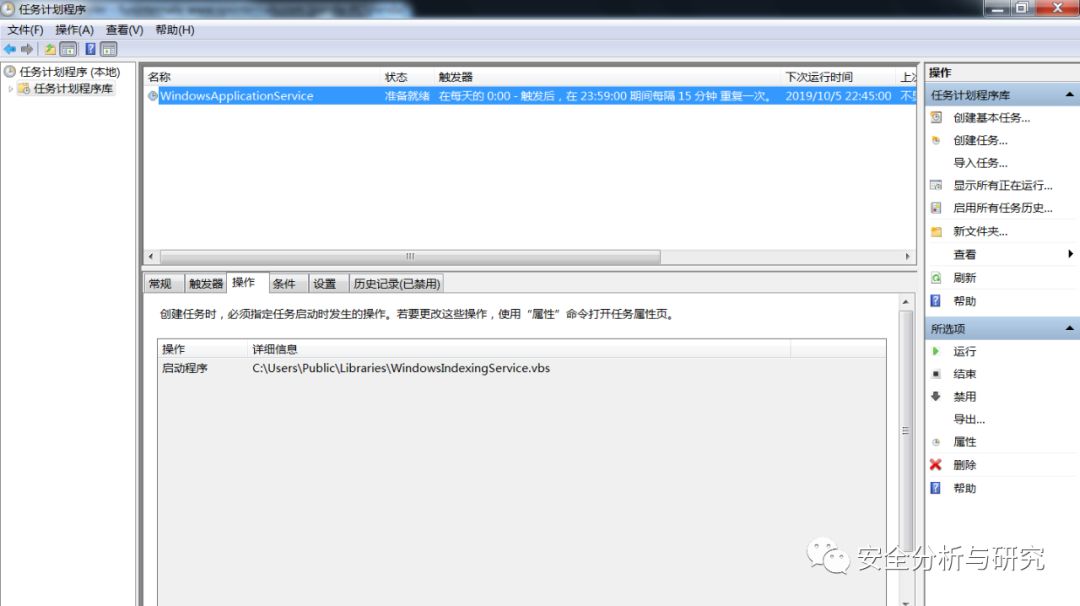 任务计划程序
文件(F) 操作(A) 查看(V) 帮助(H)
任务计划程序 (本地)
任务计划程序库
名称 状态 触发器 下次运行时间 上次
WindowsApplicationService 准备就绪 在每天的 0:00 - 触发后，在 23:59:00 期间每隔 15 分钟 重复一次。 2019/10/5 22:45:00
常规 触发器 操作 条件 设置 历史记录(已禁用)
创建任务时，必须指定任务启动时发生的操作。若要更改这些操作，使用“属性”命令打开任务属性页。
操作 详细信息
启动程序 C:\Users\Public\Libraries\WindowsIndexingService.vbs
操作
任务计划程序库
创建基本任务...
创建任务...
导入任务...
显示所有正在运行...
启用所有任务历史...
新文件夹...
查看
刷新
帮助
所选项
运行
结束
禁用
导出...
属性
删除
帮助
安全分析与研究